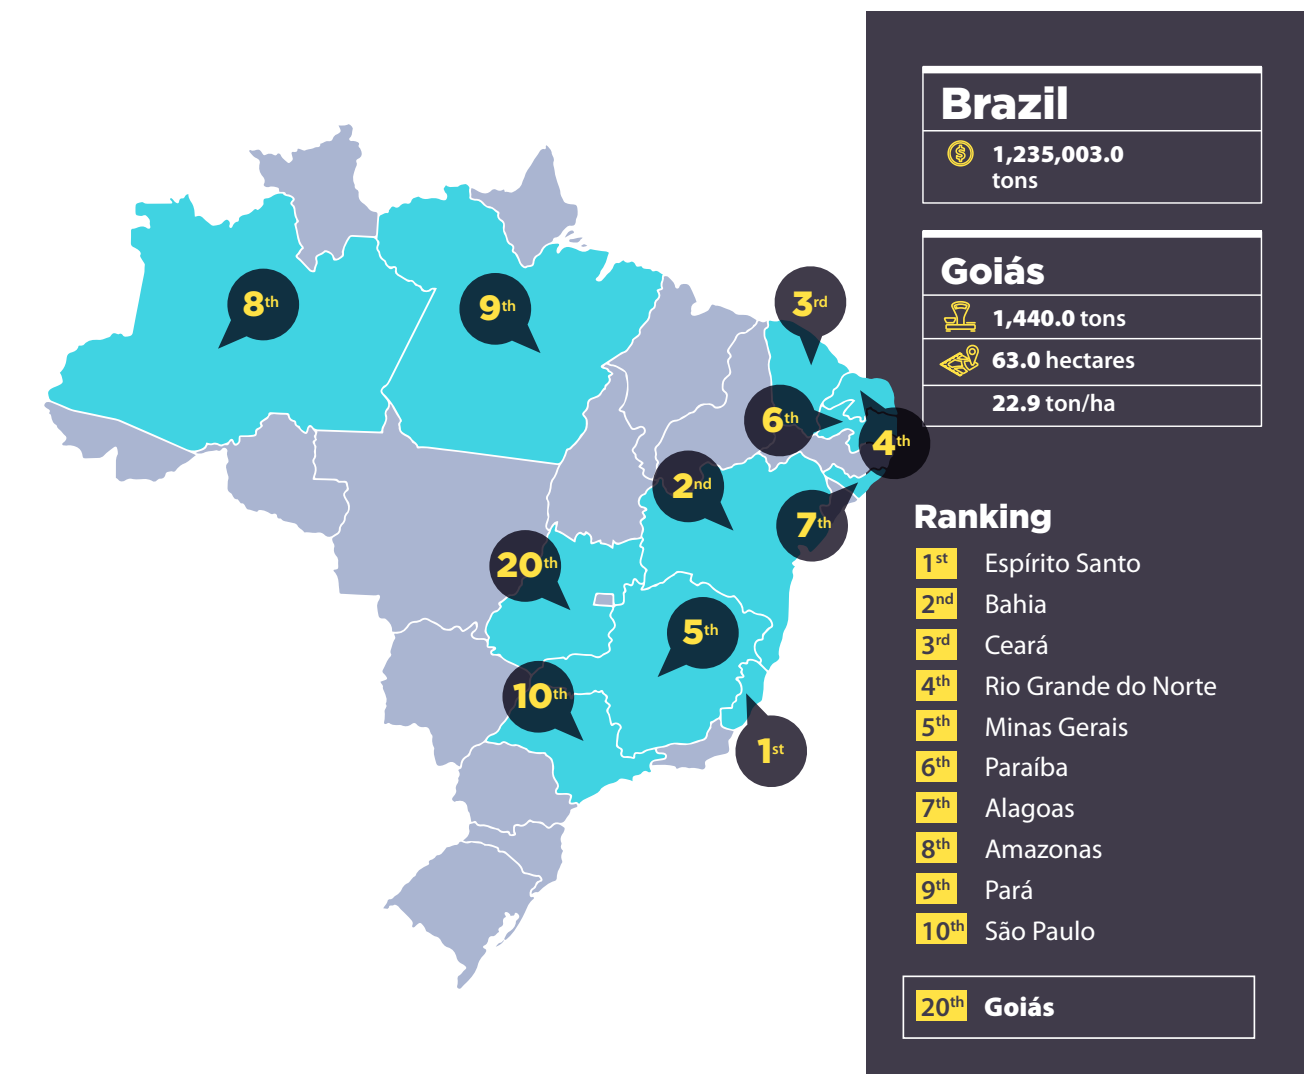 8th
9th
3rd
6th
4th
2nd
7th
20th
5th
10th
1st
Brazil
1,235,003.0
tons
Goiás
1,440.0 tons
63.0 hectares
22.9 ton/ha
Ranking
1st Espírito Santo
2nd Bahia
3rd Ceará
4th Rio Grande do Norte
5th Minas Gerais
6th Paraíba
7th Alagoas
8th Amazonas
9th Pará
10th São Paulo
20th Goiás